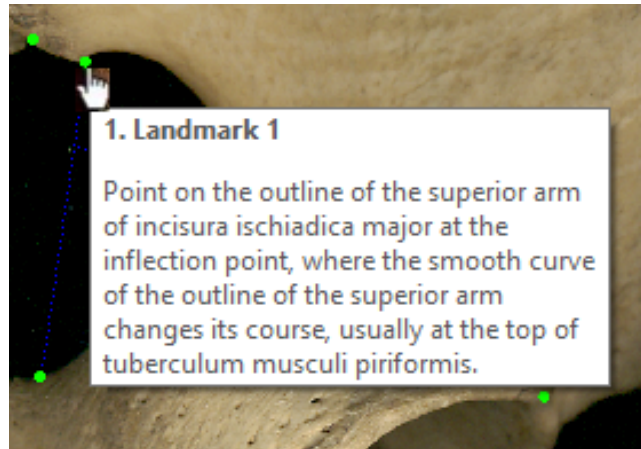 1. Landmark 1
Point on the outline of the superior arm
of incisura ischiadica major at the
inflection point, where the smooth curve
of the outline of the superior arm
changes its course, usually at the top of
tuberculum musculi piriformis.